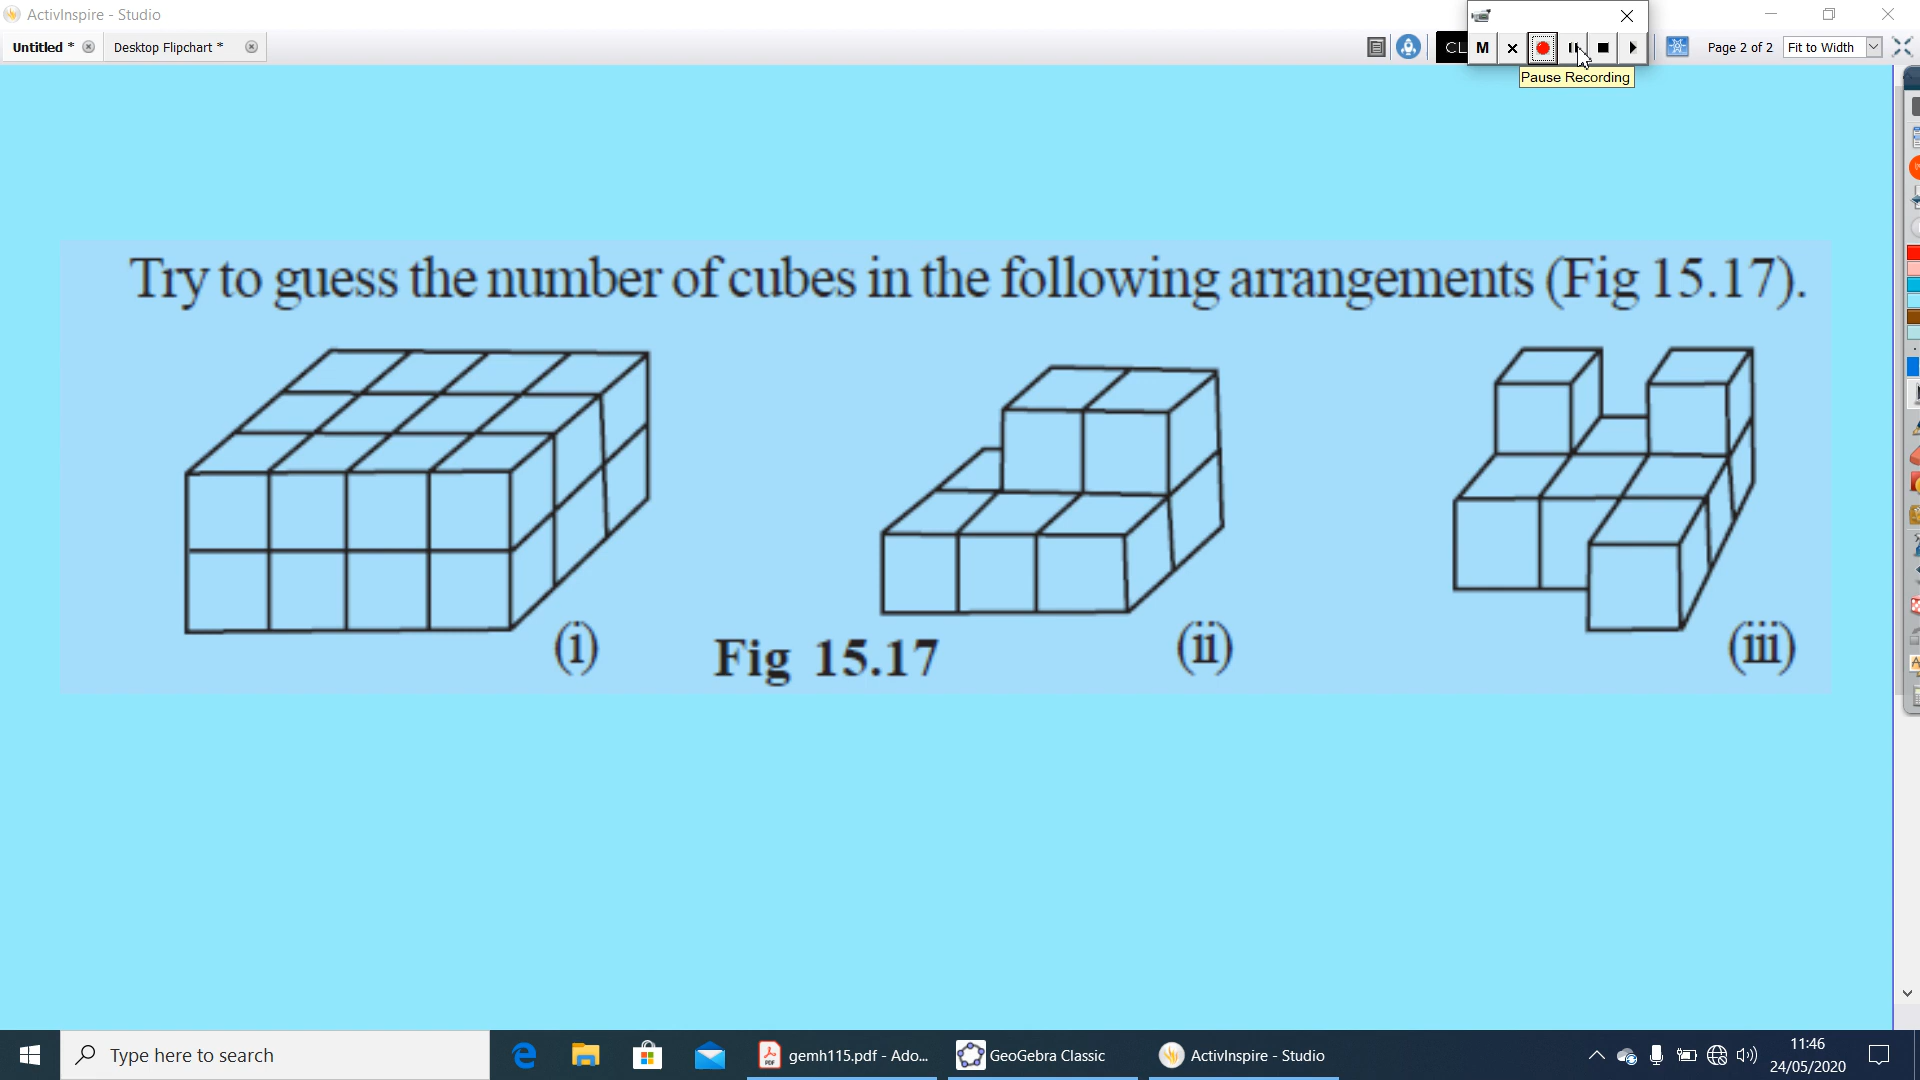 ActivInspire - Studio
Untitled *
Desktop Flipchart *
CL
M
Page 2 of 2
Fit to Width
Pause Recording
Try to guess the number of cubes in the following arrangements (Fig 15.17).
(i)
Fig 15.17
(ii)
(iii)
Type here to search
gemh115.pdf - Ado...
GeoGebra Classic
ActivInspire - Studio
11:46
24/05/2020